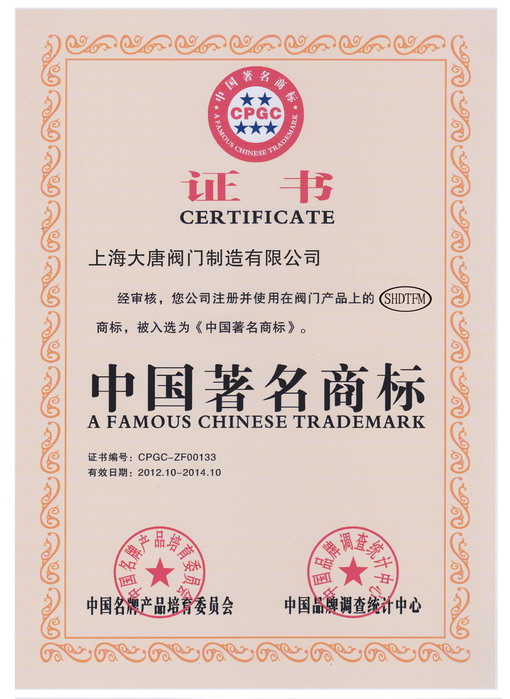 中国著名商标
CPGC
A FAMOUS CHINESE TRADEMARK
证书
CERTIFICATE
上海大唐阀门制造有限公司
经审核，您公司注册并使用在阀门产品上的 SHDTFM
商标，被入选为《中国著名商标》。
中国著名商标
A FAMOUS CHINESE TRADEMARK
证书编号：CPGC-ZF00133
有效日期：2012.10-2014.10
中国名牌产品培育委员会
中国品牌调查统计中心
中国名牌产品培育委员会
中国品牌调查统计中心